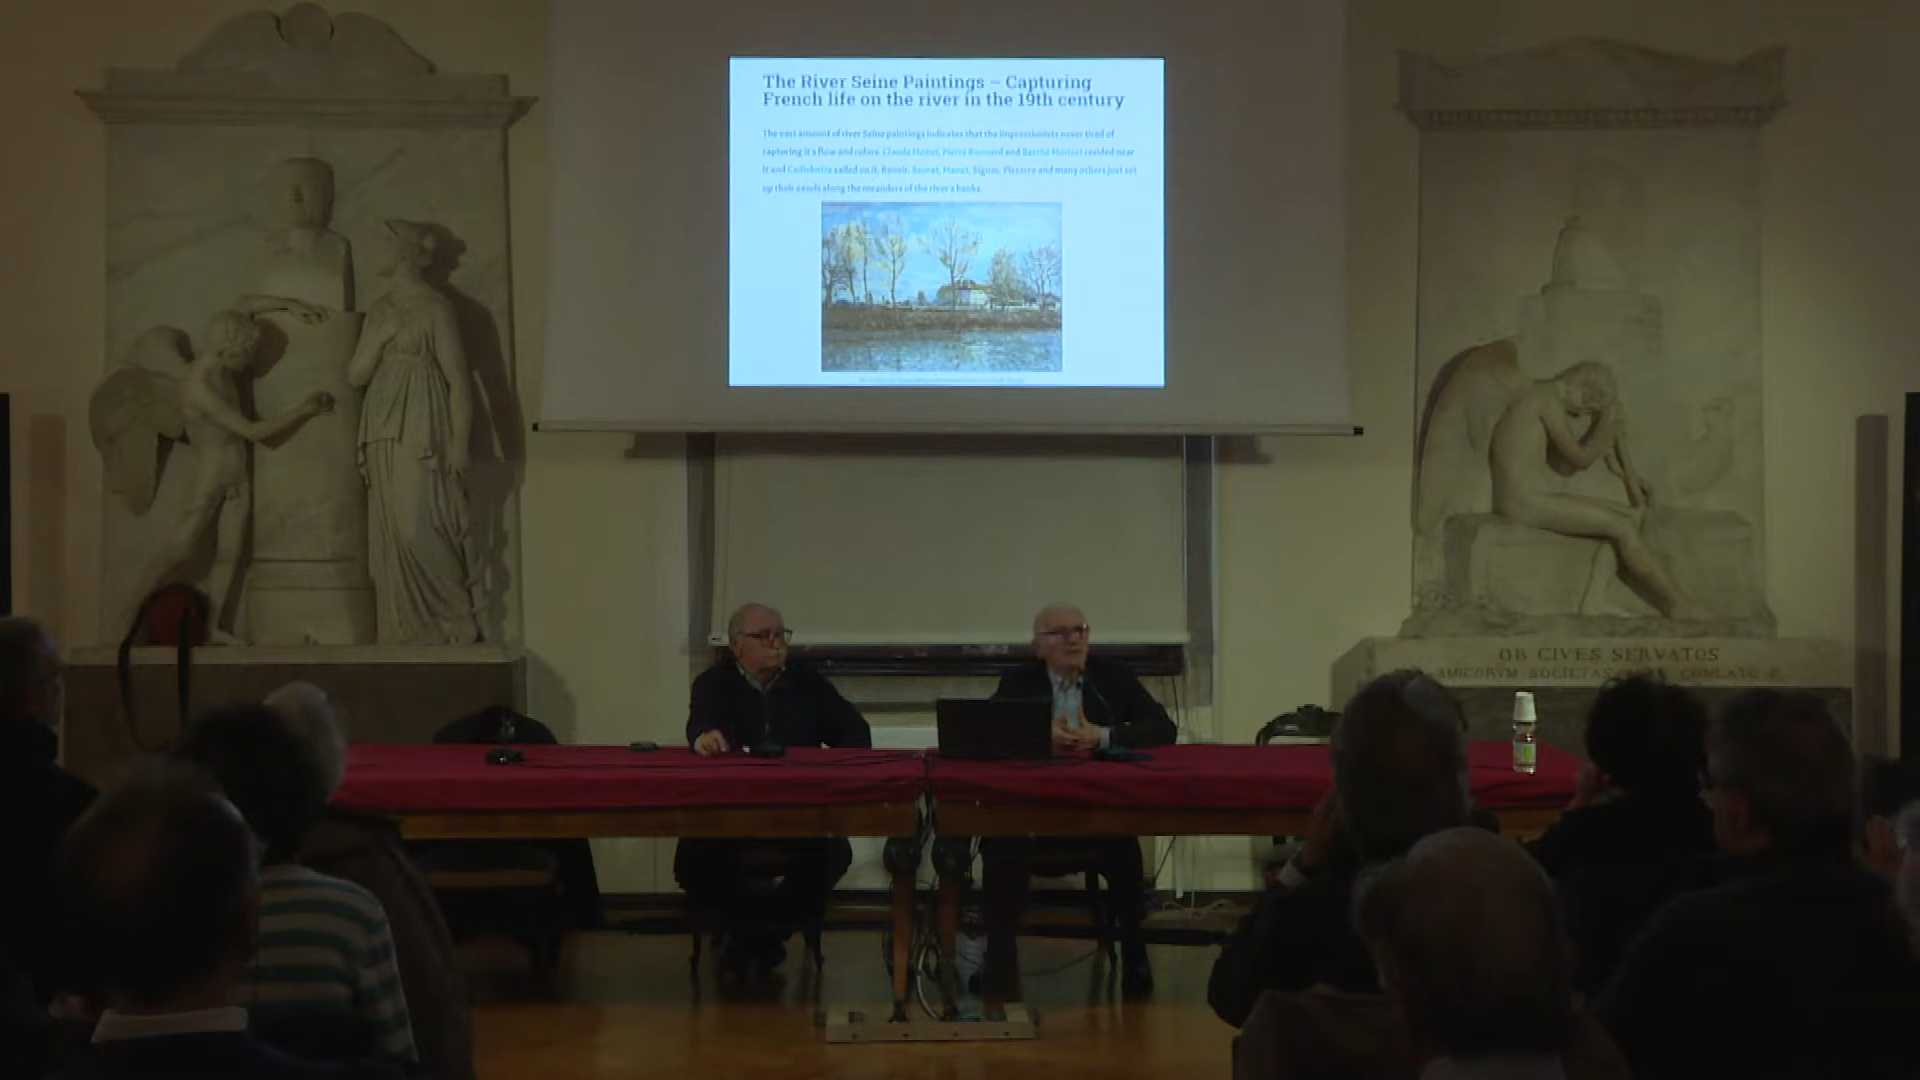 The River Seine Paintings – Capturing
French life on the river in the 19th century
The vast amount of river Seine paintings indicates that the impressionists never tired of
capturing it's flow and colors. Claude Monet, Pierre Bonnard and Berthe Morisot resided near
it and Caillebotte sailed on it. Renoir, Seurat, Manet, Signac, Pissarro and many others just set
up their easels along the meanders of the river's banks.
OB CIVES SERVATOS
AMICORVM SOCIETAS